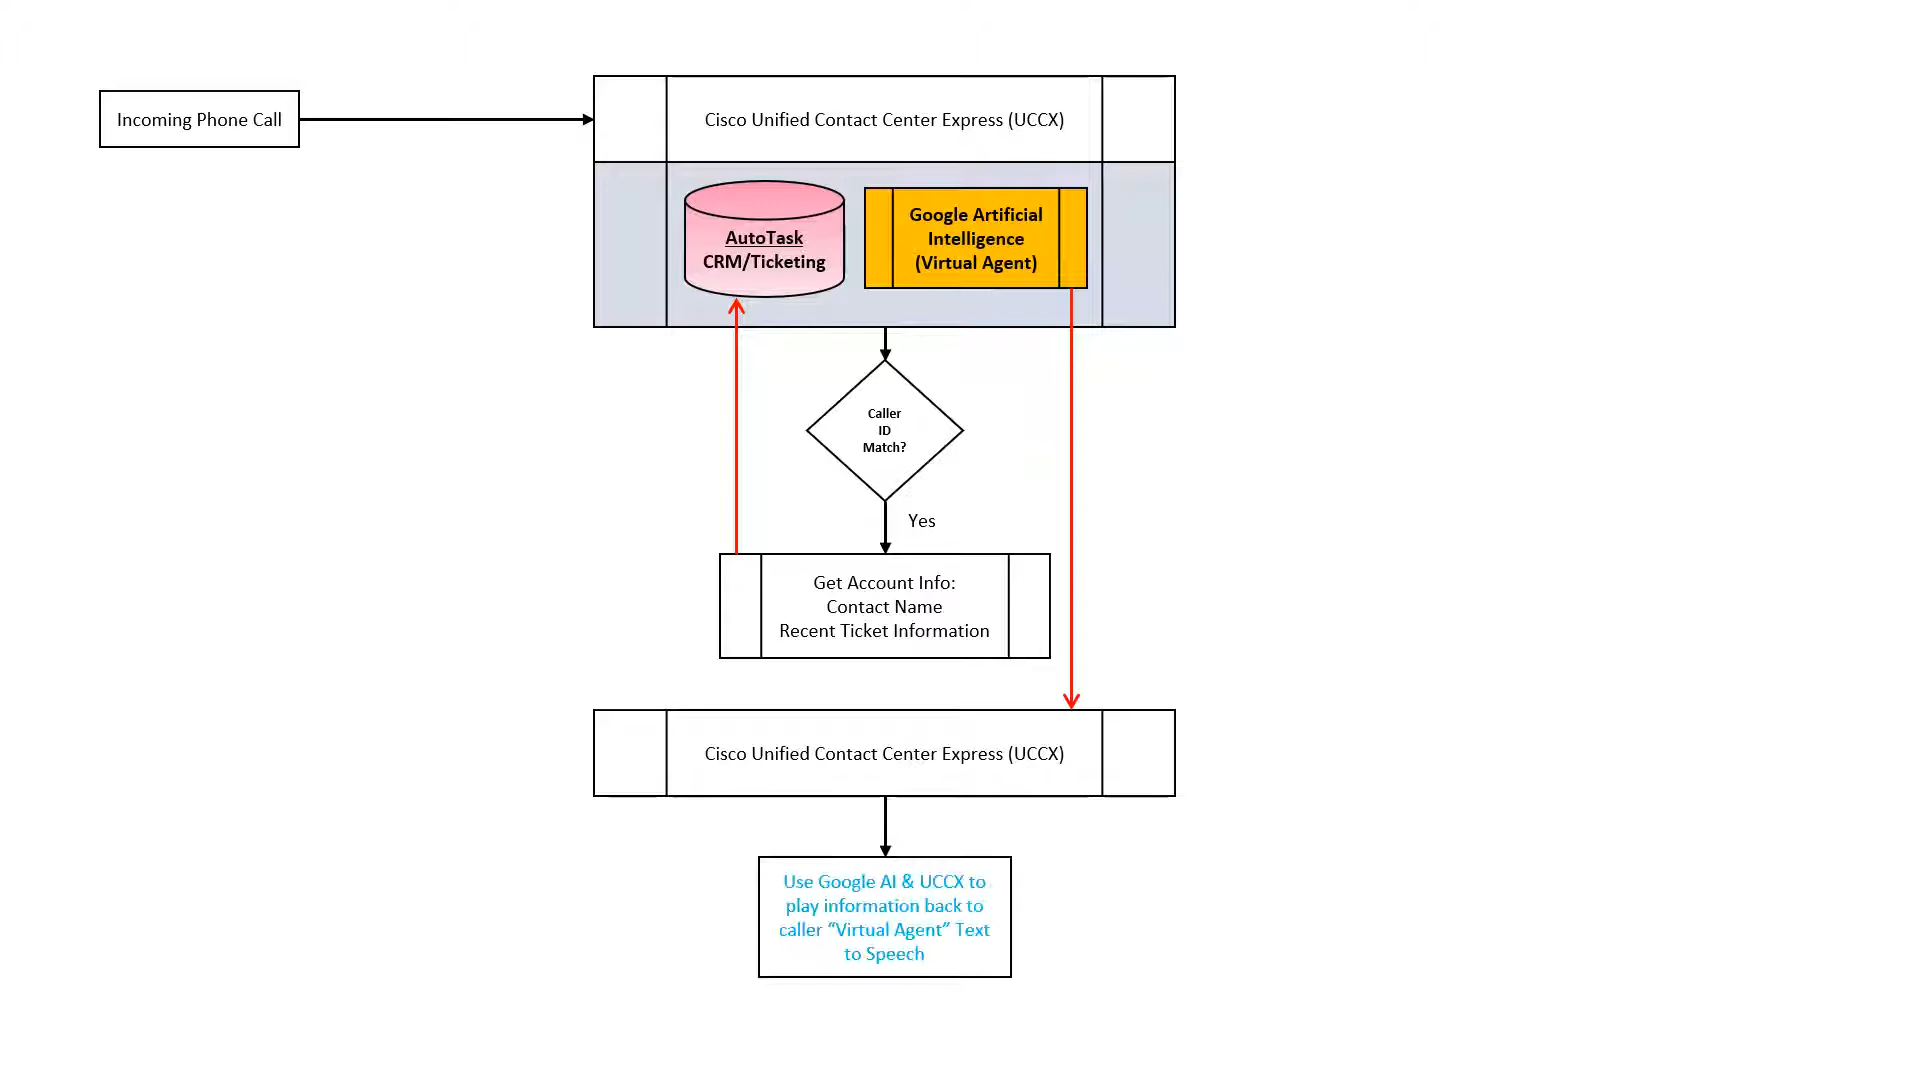 Incoming Phone Call
Cisco Unified Contact Center Express (UCCX)
AutoTask
CRM/Ticketing
Google Artificial
Intelligence
(Virtual Agent)
Caller
ID
Match?
Yes
Get Account Info:
Contact Name
Recent Ticket Information
Cisco Unified Contact Center Express (UCCX)
Use Google AI & UCCX to
play information back to
caller “Virtual Agent” Text
to Speech